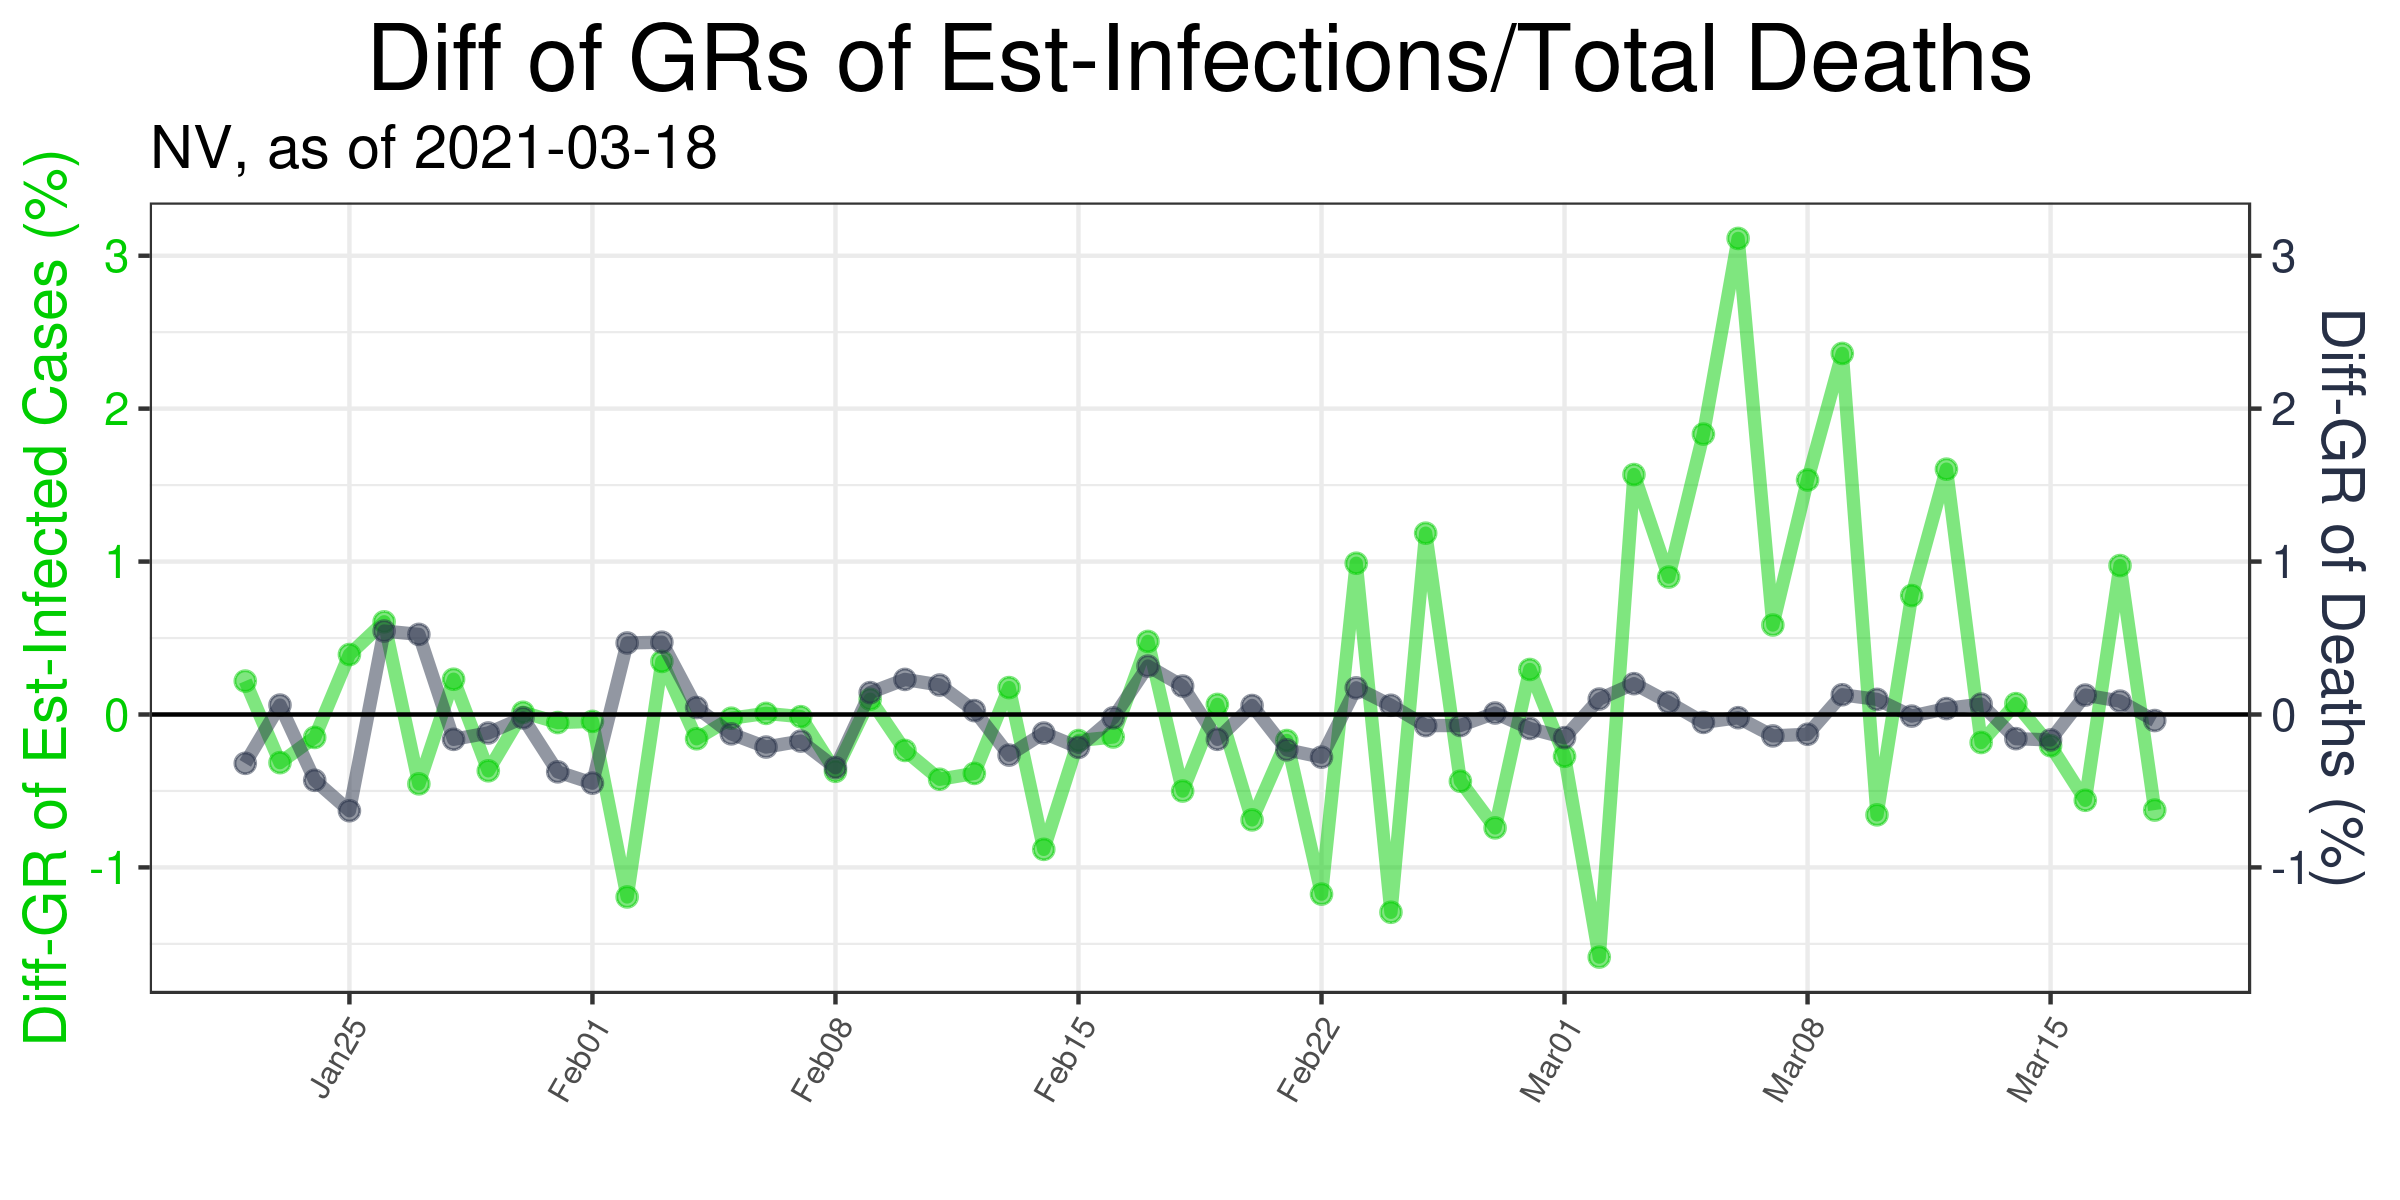 Diff of GRs of Est-Infections/Total Deaths
NV, as of 2021-03-18
Diff-GR of Est-Infected Cases (%)
3
2
1
0
-1
3
2
1
0
-1
Diff-GR of Deaths (%)
Jan25
Feb01
Feb08
Feb15
Feb22
Mar01
Mar08
Mar15